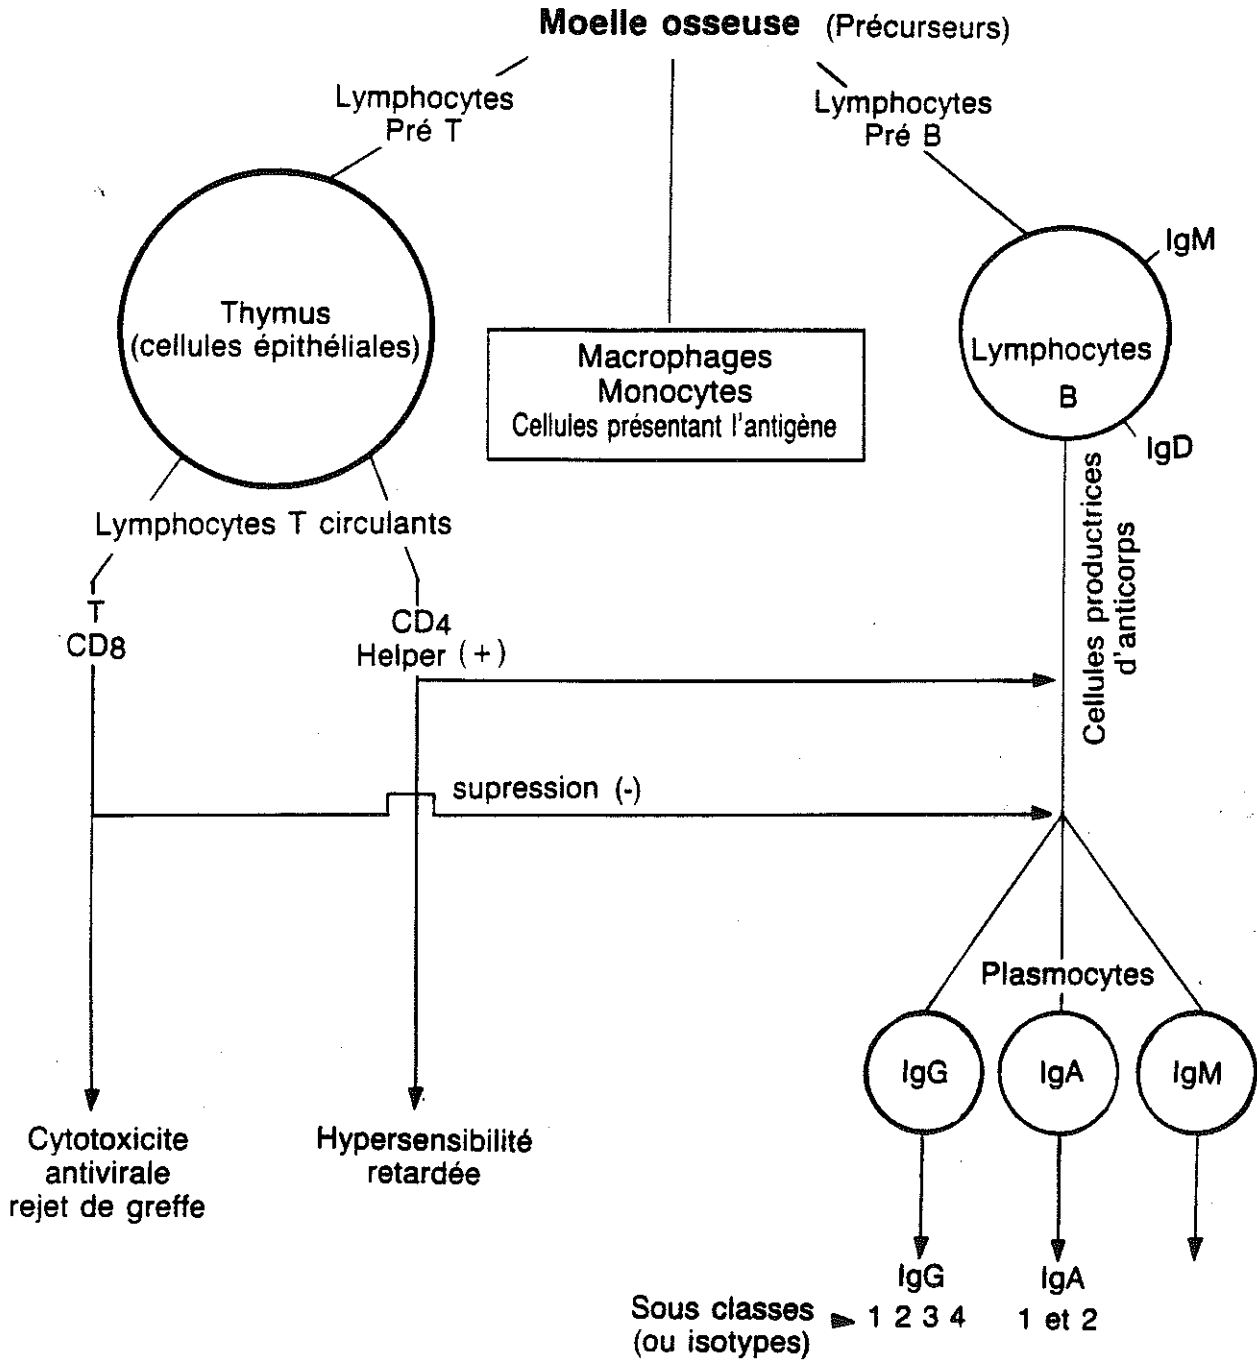 Moelle osseuse (Précurseurs)
Lymphocytes
Pré T
Lymphocytes
Pré B
Thymus
(cellules épithéliales)
Macrophages
Monocytes
Cellules présentant l'antigène
IgM
Lymphocytes
B
IgD
Lymphocytes T circulants
Cellules productrices
d'anticorps
T
CD8
CD4
Helper (+)
supression (-)
Plasmocytes
IgG
IgA
IgM
Cytotoxicite
antivirale
rejet de greffe
Hypersensibilité
retardée
IgG
IgA
Sous classes
(ou isotypes)
1 2 3 4
1 et 2